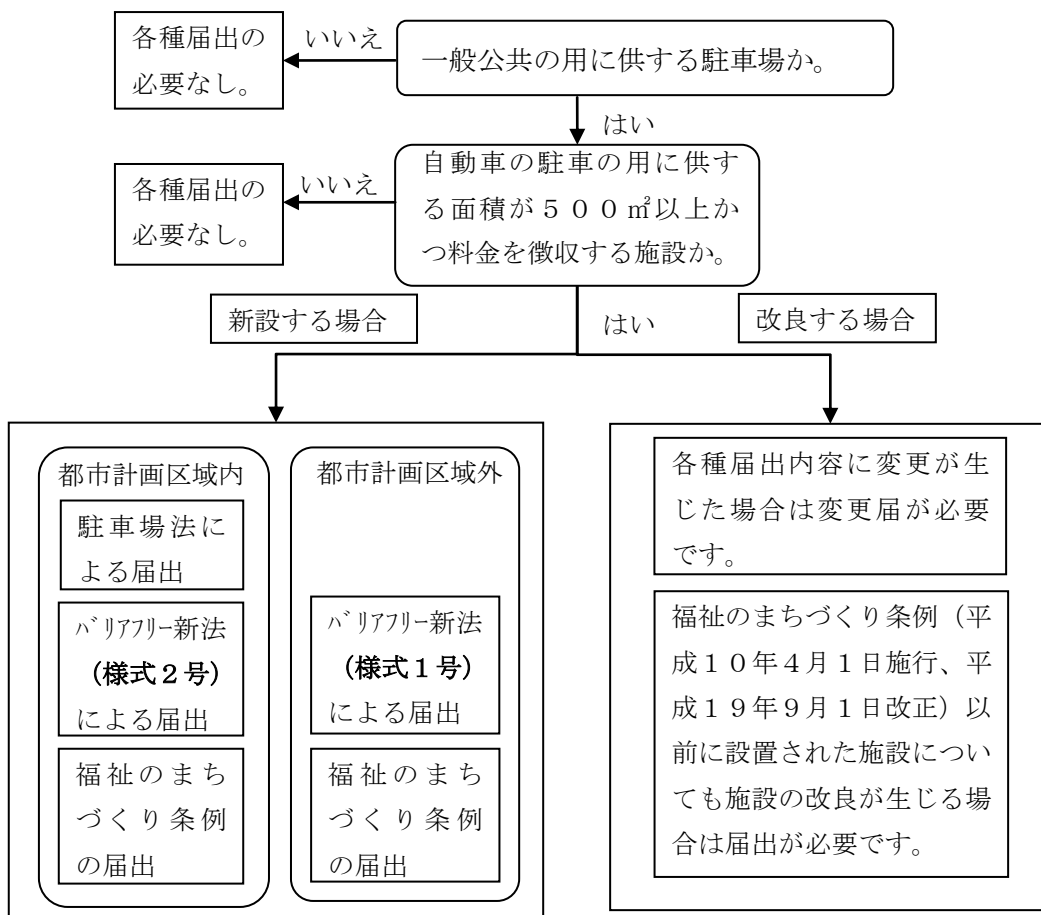 各種届出の
必要なし。
いいえ
一般公共の用に供する駐車場か。
はい
各種届出の
必要なし。
いいえ
自動車の駐車の用に供す
る面積が５００㎡以上か
つ料金を徴収する施設か。
新設する場合
はい
改良する場合
都市計画区域内
駐車場法に
よる届出
ﾊﾞﾘｱﾌﾘｰ新法
(様式２号)
による届出
福祉のまち
づくり条例
の届出
都市計画区域外
ﾊﾞﾘｱﾌﾘｰ新法
(様式１号)
による届出
福祉のまち
づくり条例
の届出
各種届出内容に変更が生
じた場合は変更届が必要
です。
福祉のまちづくり条例（平
成１０年４月１日施行、平
成１９年９月１日改正）以
前に設置された施設につい
ても施設の改良が生じる場
合は届出が必要です。